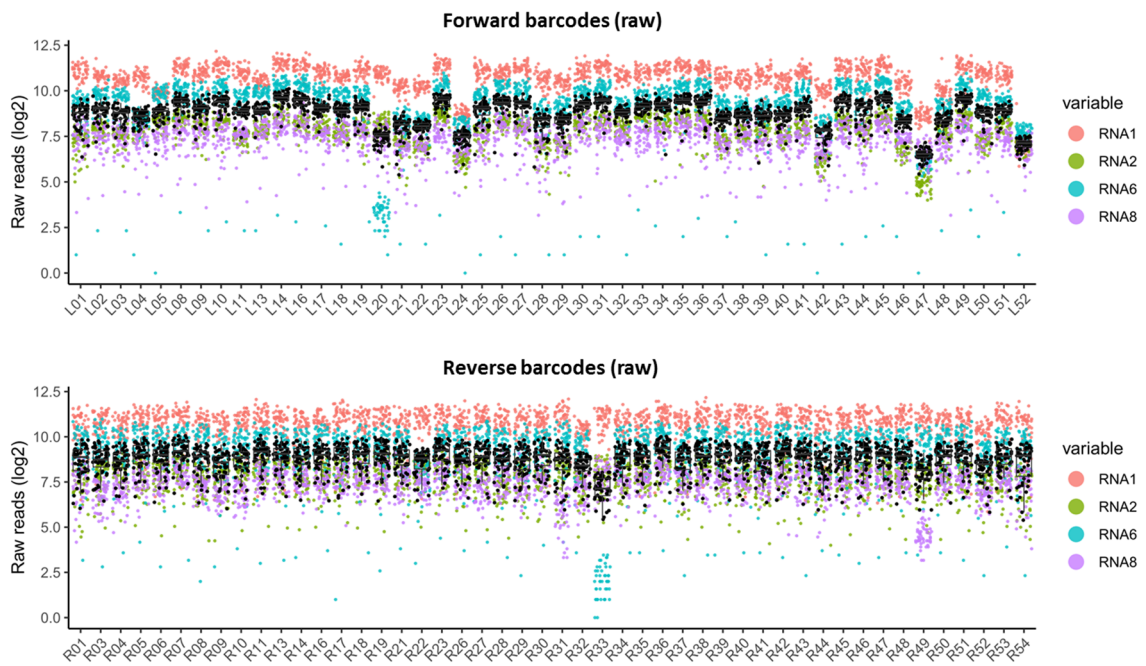 Forward barcodes (raw)
Raw reads (log2)
12.5
10.0
7.5
5.0
2.5
0.0
L01 L02 L03 L04 L05 L08 L09 L10 L11 L13 L14 L16 L17 L18 L19 L20 L21 L22 L23 L24 L25 L26 L27 L28 L29 L30 L31 L32 L33 L34 L35 L36 L37 L38 L39 L40 L41 L42 L43 L44 L45 L46 L47 L48 L49 L50 L51 L52
variable
RNA1
RNA2
RNA6
RNA8
Reverse barcodes (raw)
Raw reads (log2)
12.5
10.0
7.5
5.0
2.5
0.0
R01 R03 R04 R05 R06 R07 R08 R09 R10 R11 R12 R13 R14 R16 R18 R19 R20 R22 R23 R26 R27 R28 R29 R30 R31 R32 R33 R34 R35 R36 R37 R38 R39 R40 R41 R42 R43 R44 R45 R46 R47 R48 R49 R50 R51 R52 R53 R54
variable
RNA1
RNA2
RNA6
RNA8